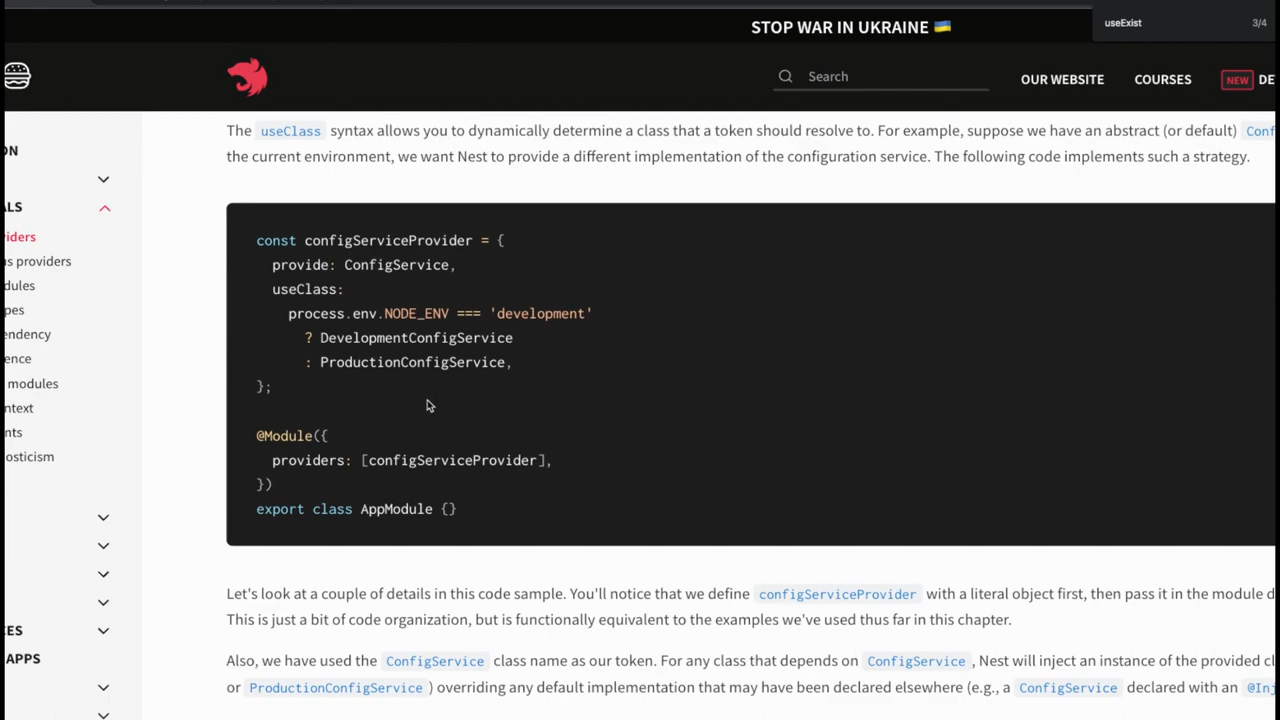 STOP WAR IN UKRAINE 🇺🇦
useExist
3/4
Search
OUR WEBSITE
COURSES
NEW
DE
ON
ALS
viders
s providers
dules
pes
endency
ence
modules
ntext
nts
osticism
ES
APPS
The useClass syntax allows you to dynamically determine a class that a token should resolve to. For example, suppose we have an abstract (or default) Conf
the current environment, we want Nest to provide a different implementation of the configuration service. The following code implements such a strategy.
const configServiceProvider = {
  provide: ConfigService,
  useClass:
    process.env.NODE_ENV === 'development'
      ? DevelopmentConfigService
      : ProductionConfigService,
};
@Module({
  providers: [configServiceProvider],
})
export class AppModule {}
Let's look at a couple of details in this code sample. You'll notice that we define configServiceProvider with a literal object first, then pass it in the module d
This is just a bit of code organization, but is functionally equivalent to the examples we've used thus far in this chapter.
Also, we have used the ConfigService class name as our token. For any class that depends on ConfigService, Nest will inject an instance of the provided cl
or ProductionConfigService) overriding any default implementation that may have been declared elsewhere (e.g., a ConfigService declared with an @Inj